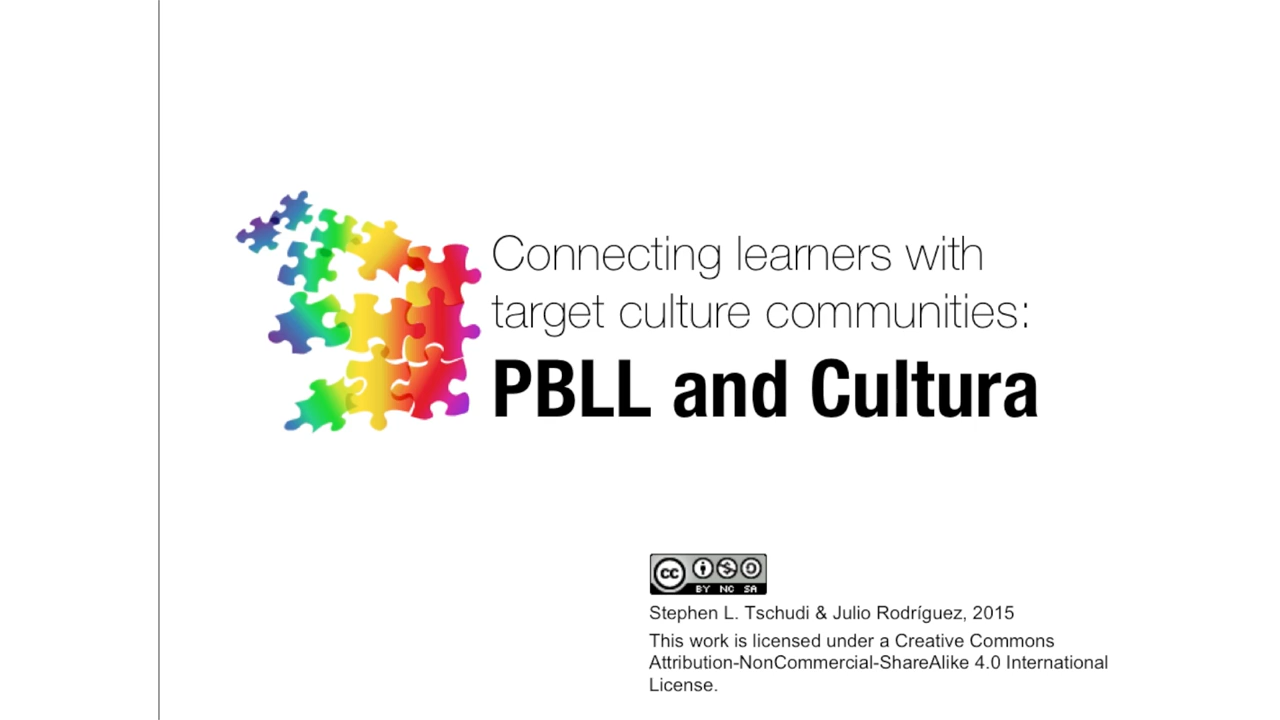 Connecting learners with
target culture communities:
PBLL and Cultura
cc
BY NC SA
Stephen L. Tschudi & Julio Rodríguez, 2015
This work is licensed under a Creative Commons
Attribution-NonCommercial-ShareAlike 4.0 International
License.